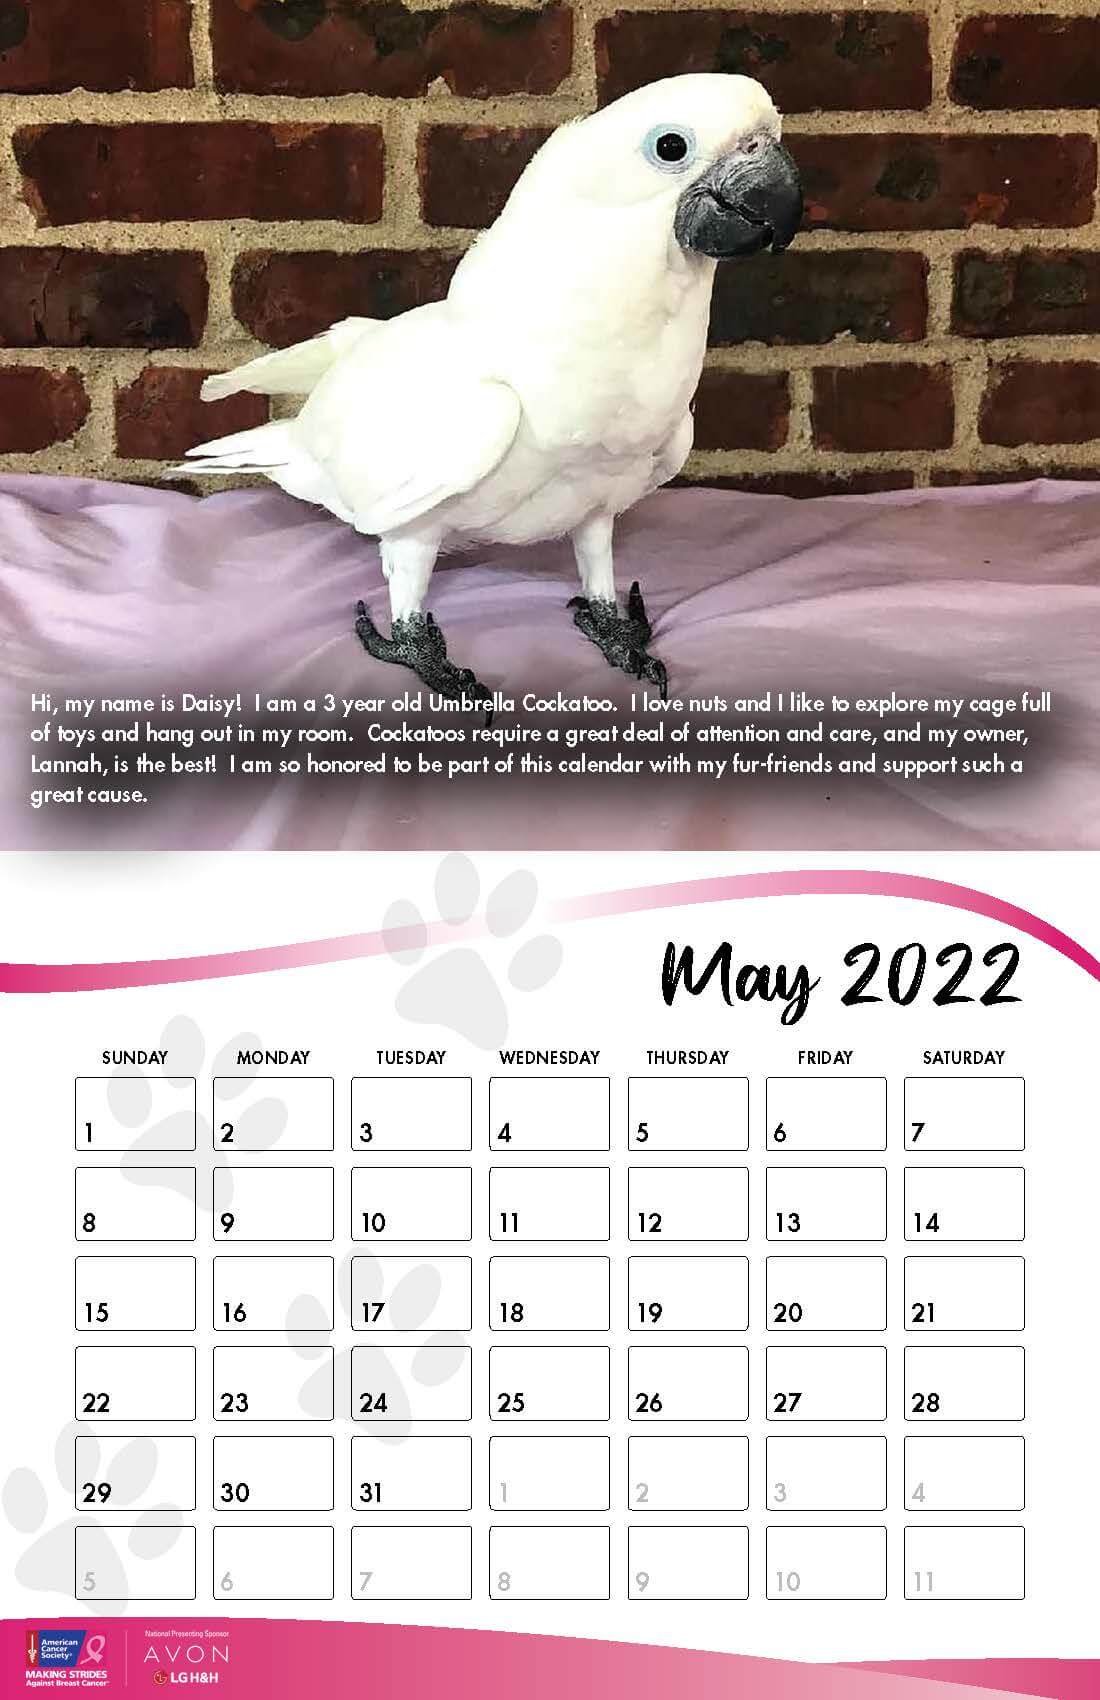 Hi, my name is Daisy!  I am a 3 year old Umbrella Cockatoo.  I love nuts and I like to explore my cage full
of toys and hang out in my room.  Cockatoos require a great deal of attention and care, and my owner,
Lannah, is the best!  I am so honored to be part of this calendar with my fur-friends and support such a
great cause.
May 2022
SUNDAY MONDAY TUESDAY WEDNESDAY THURSDAY FRIDAY SATURDAY
1 2 3 4 5 6 7
8 9 10 11 12 13 14
15 16 17 18 19 20 21
22 23 24 25 26 27 28
29 30 31 1 2 3 4
5 6 7 8 9 10 11
American
Cancer
Society®
MAKING STRIDES
Against Breast Cancer®
National Presenting Sponsor
AVON
LG H&H